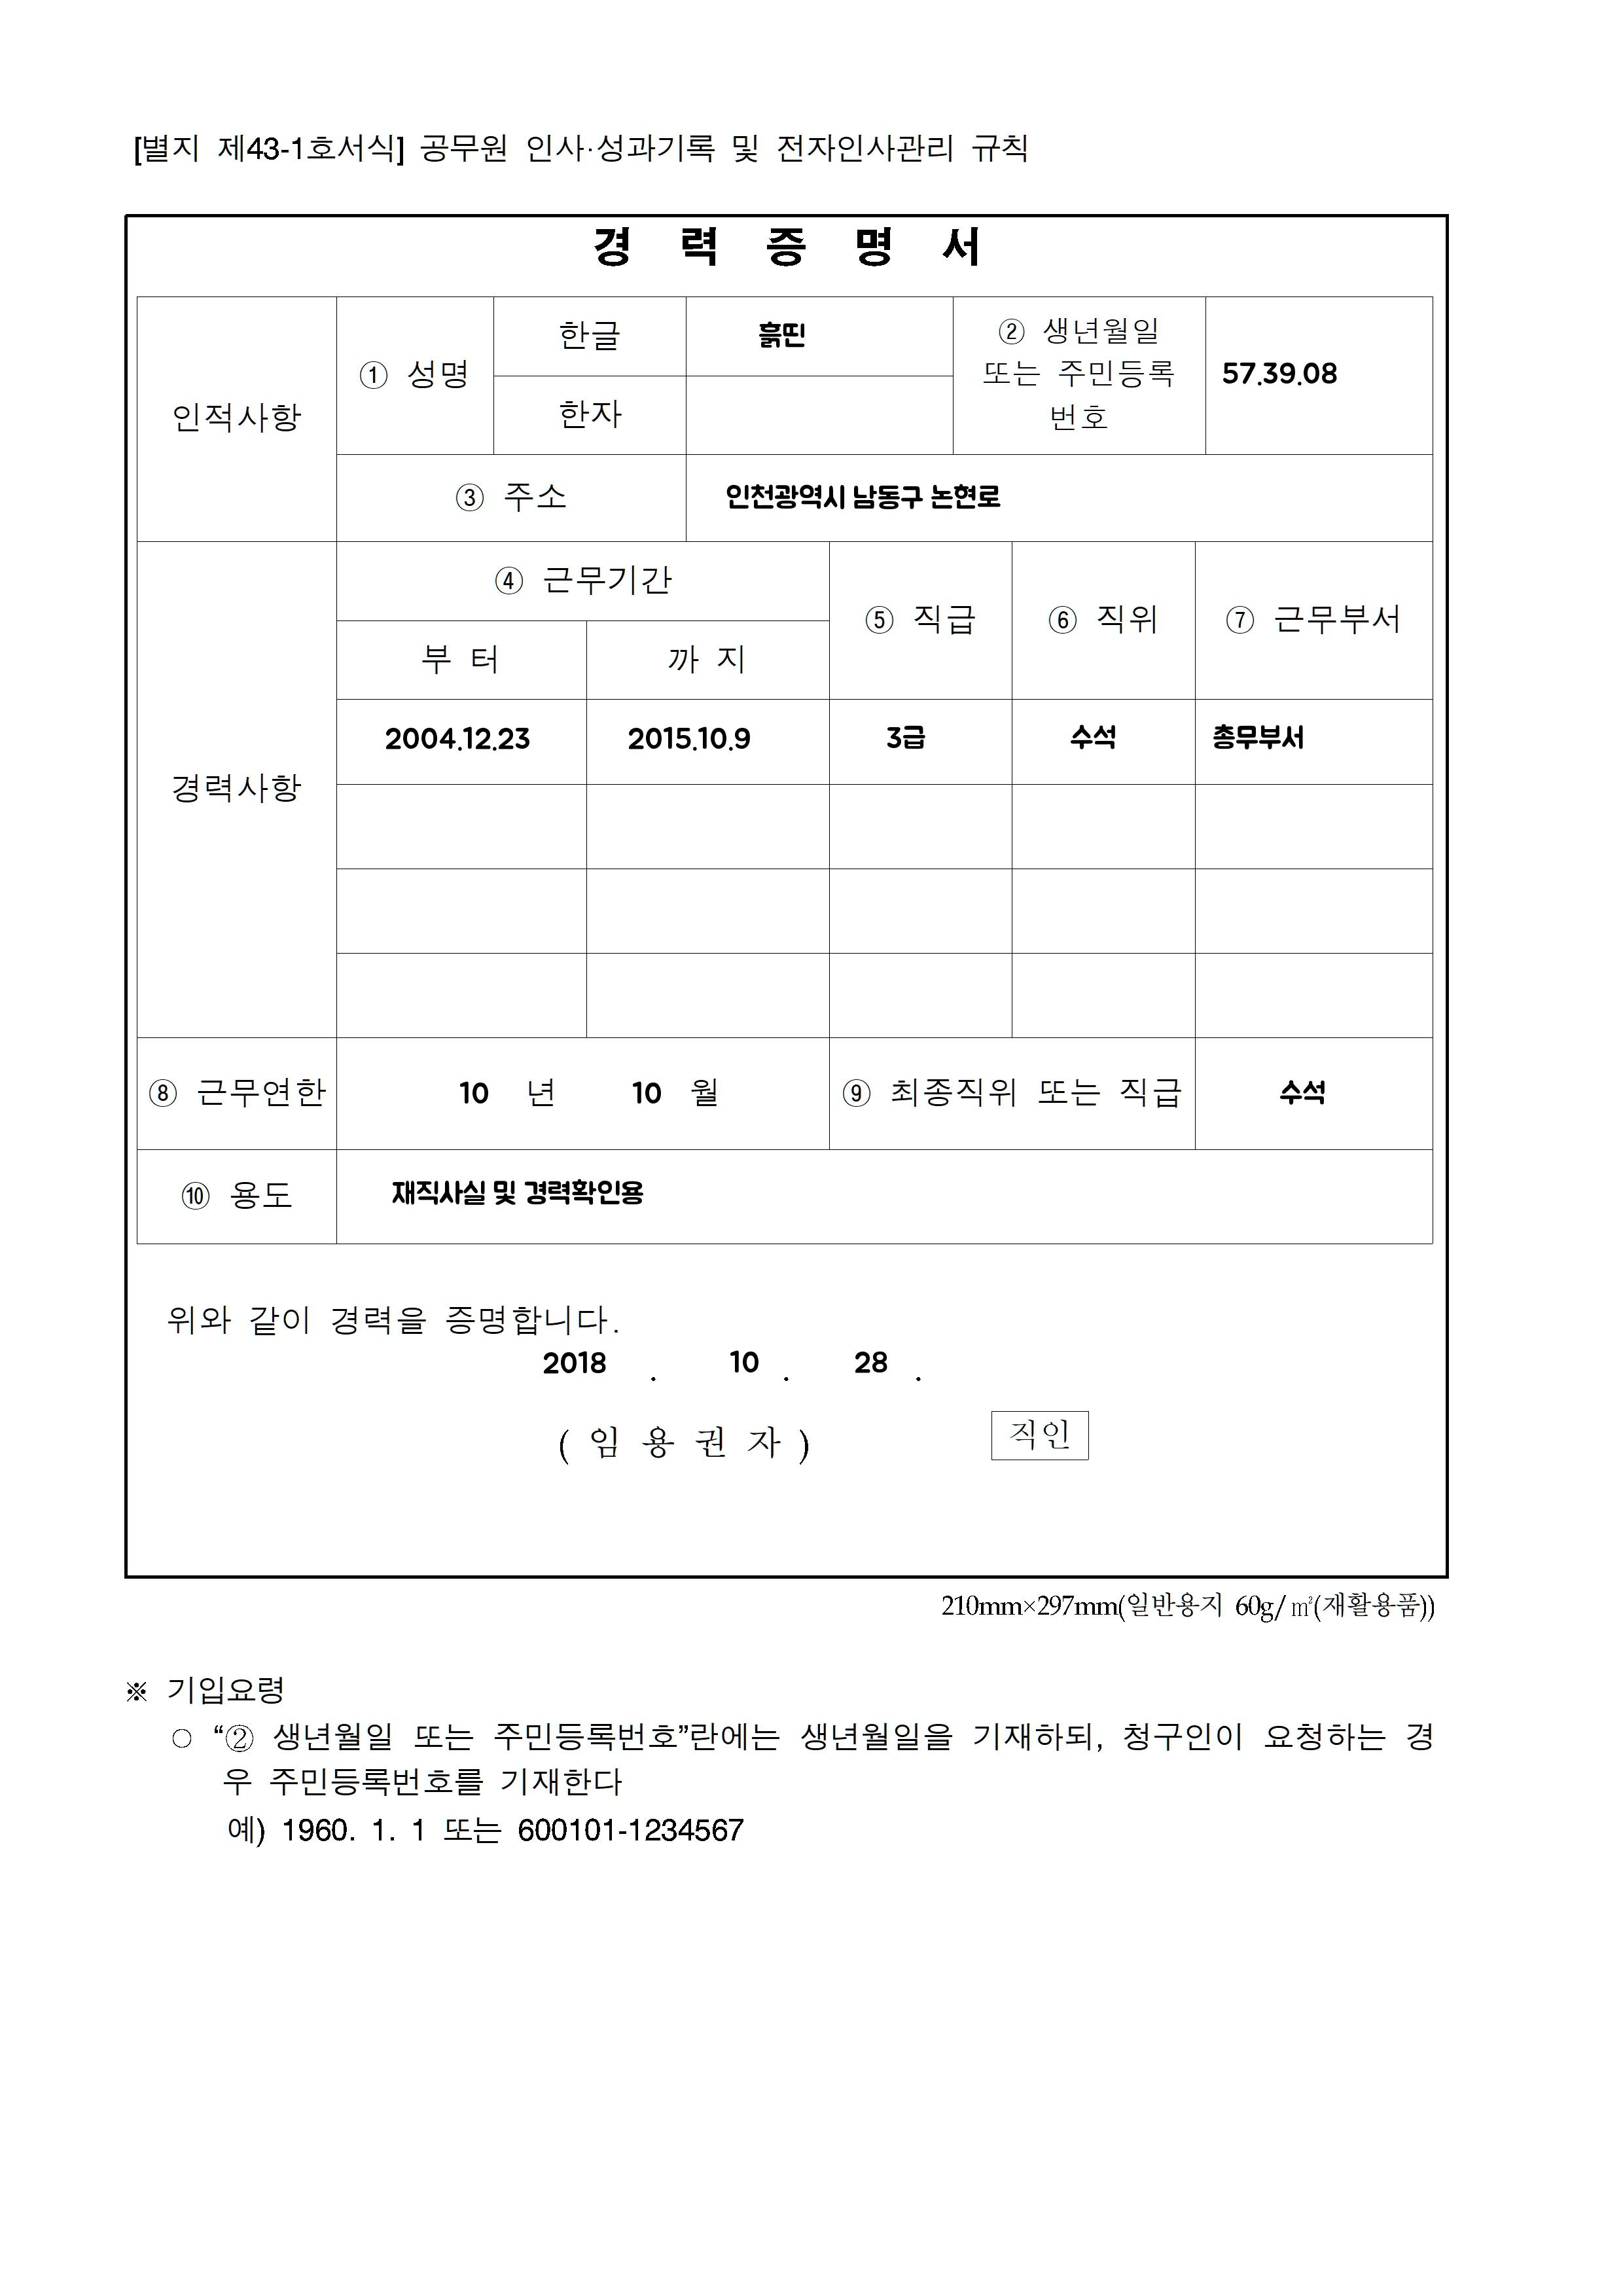 [별지 제43-1호서식] 공무원 인사·성과기록 및 전자인사관리 규칙
경 력 증 명 서
인적사항
① 성명
한글
흙띤
② 생년월일
또는 주민등록
번호
57.39.08
한자
③ 주소
인천광역시 남동구 논현로
경력사항
④ 근무기간
⑤ 직급
⑥ 직위
⑦ 근무부서
부 터
까 지
2004.12.23
2015.10.9
3급
수석
총무부서
⑧ 근무연한
10 년 10 월
⑨ 최종직위 또는 직급
수석
⑩ 용도
재직사실 및 경력확인용
위와 같이 경력을 증명합니다.
2018 . 10 . 28 .
( 임 용 권 자 )
직인
210mm×297mm(일반용지 60g/㎡(재활용품))
※ 기입요령
○ “② 생년월일 또는 주민등록번호”란에는 생년월일을 기재하되, 청구인이 요청하는 경
우 주민등록번호를 기재한다
예) 1960. 1. 1 또는 600101-1234567